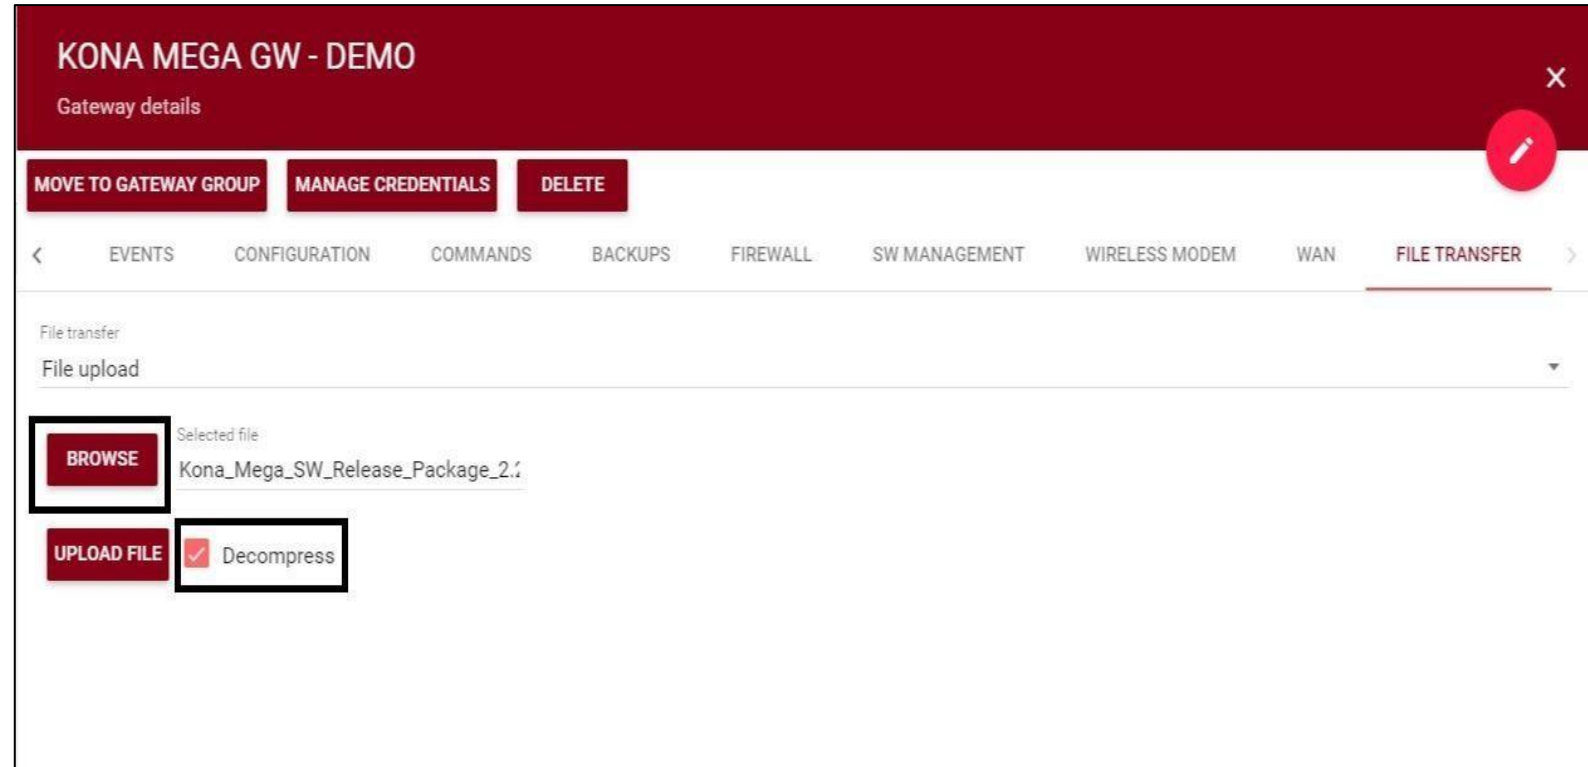 KONA MEGA GW - DEMO
Gateway details
MOVE TO GATEWAY GROUP MANAGE CREDENTIALS DELETE
EVENTS CONFIGURATION COMMANDS BACKUPS FIREWALL SW MANAGEMENT WIRELESS MODEM WAN FILE TRANSFER
File transfer
File upload
Selected file
BROWSE Kona_Mega_SW_Release_Package_2.
UPLOAD FILE Decompress